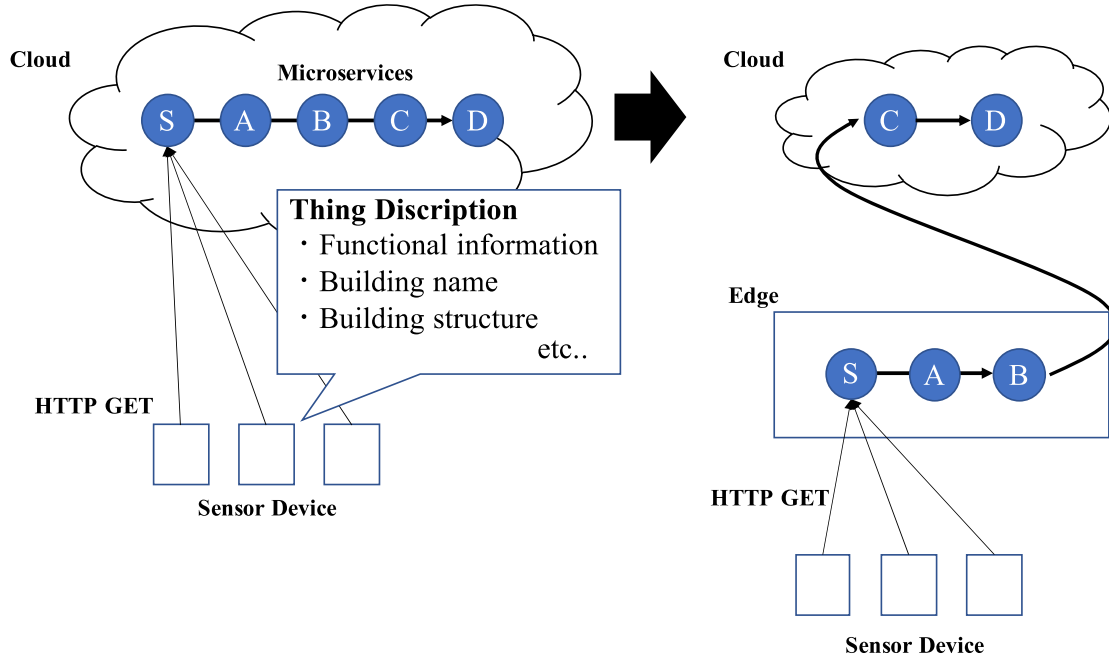 Cloud
Microservices
S A B C D
Thing Discription
・Functional information
・Building name
・Building structure
etc..
HTTP GET
Sensor Device
Cloud
C D
Edge
S A B
HTTP GET
Sensor Device